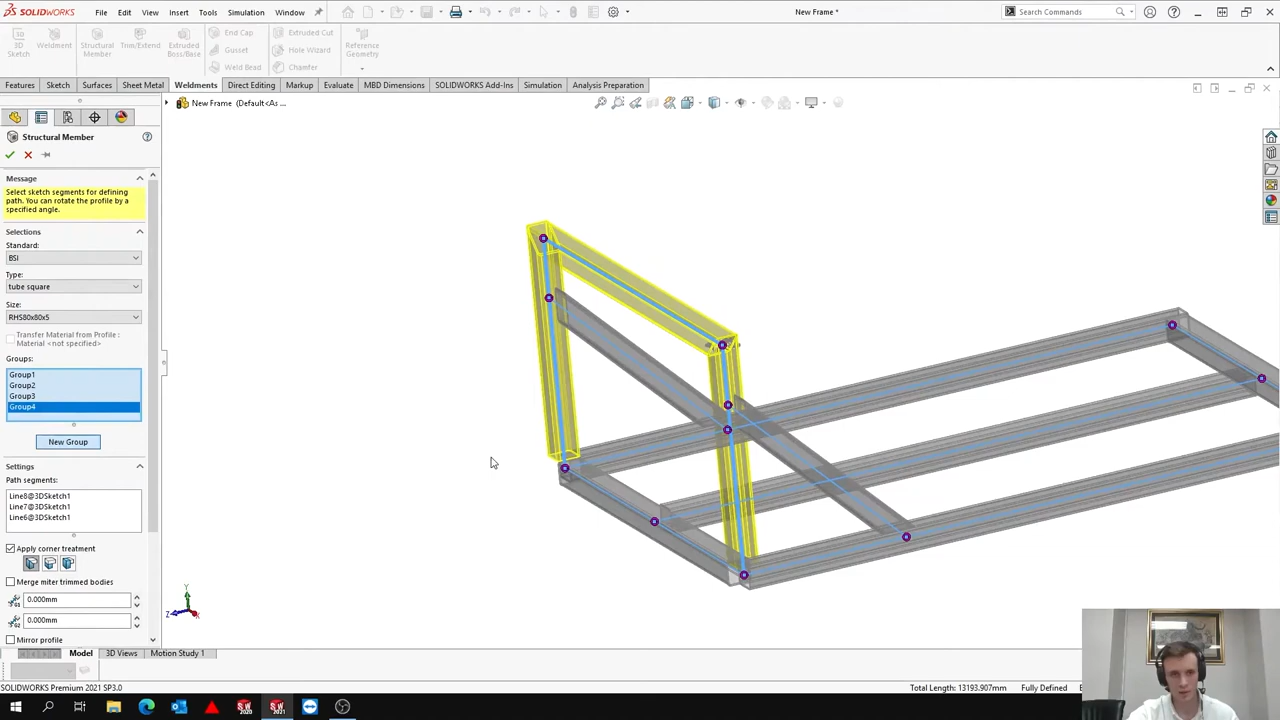 SOLIDWORKS File Edit View Insert Tools Simulation Window New Frame * Search Commands
3D Sketch Weldment Structural Member Trim/Extend Extruded Boss/Base End Cap Extruded Cut Reference Geometry
Gusset Hole Wizard
Weld Bead Chamfer
Features Sketch Surfaces Sheet Metal Weldments Direct Editing Markup Evaluate MBD Dimensions SOLIDWORKS Add-Ins Simulation Analysis Preparation
New Frame (Default<As ...
Structural Member
Message
Select sketch segments for defining
path. You can rotate the profile by a
specified angle.
Selections
Standard:
BSI
Type:
tube square
Size:
RHS80x80x5
Transfer Material from Profile :
Material <not specified>
Groups:
Group1
Group2
Group3
Group4
New Group
Settings
Path segments:
Line8@3DSketch1
Line7@3DSketch1
Line6@3DSketch1
Apply corner treatment
Merge miter trimmed bodies
0.000mm
0.000mm
Mirror profile
Y
Z
X
Model 3D Views Motion Study 1
SOLIDWORKS Premium 2021 SP3.0 Total Length: 13193.907mm Fully Defined